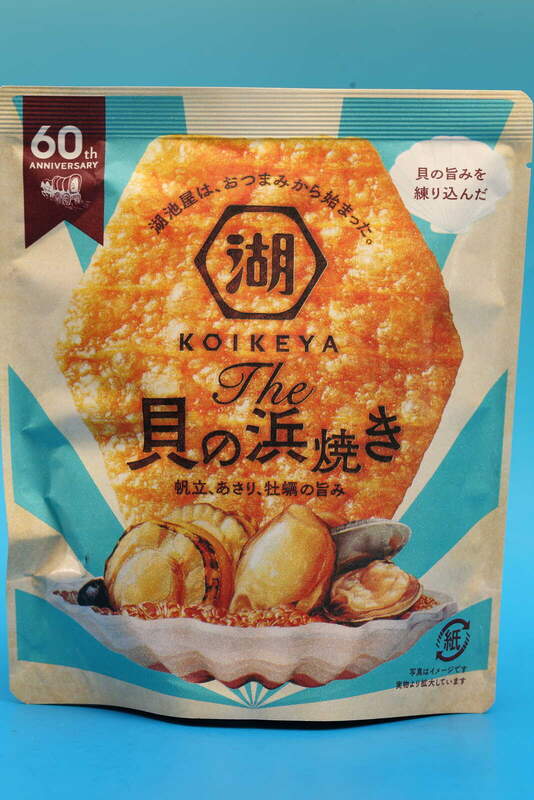 60th
ANNIVERSARY
貝の旨みを
練り込んだ
湖池屋は、おつまみから始まった。
湖
KOIKEYA
The
貝の浜焼き
帆立、あさり、牡蠣の旨み
紙
写真はイメージです
実物より拡大しています